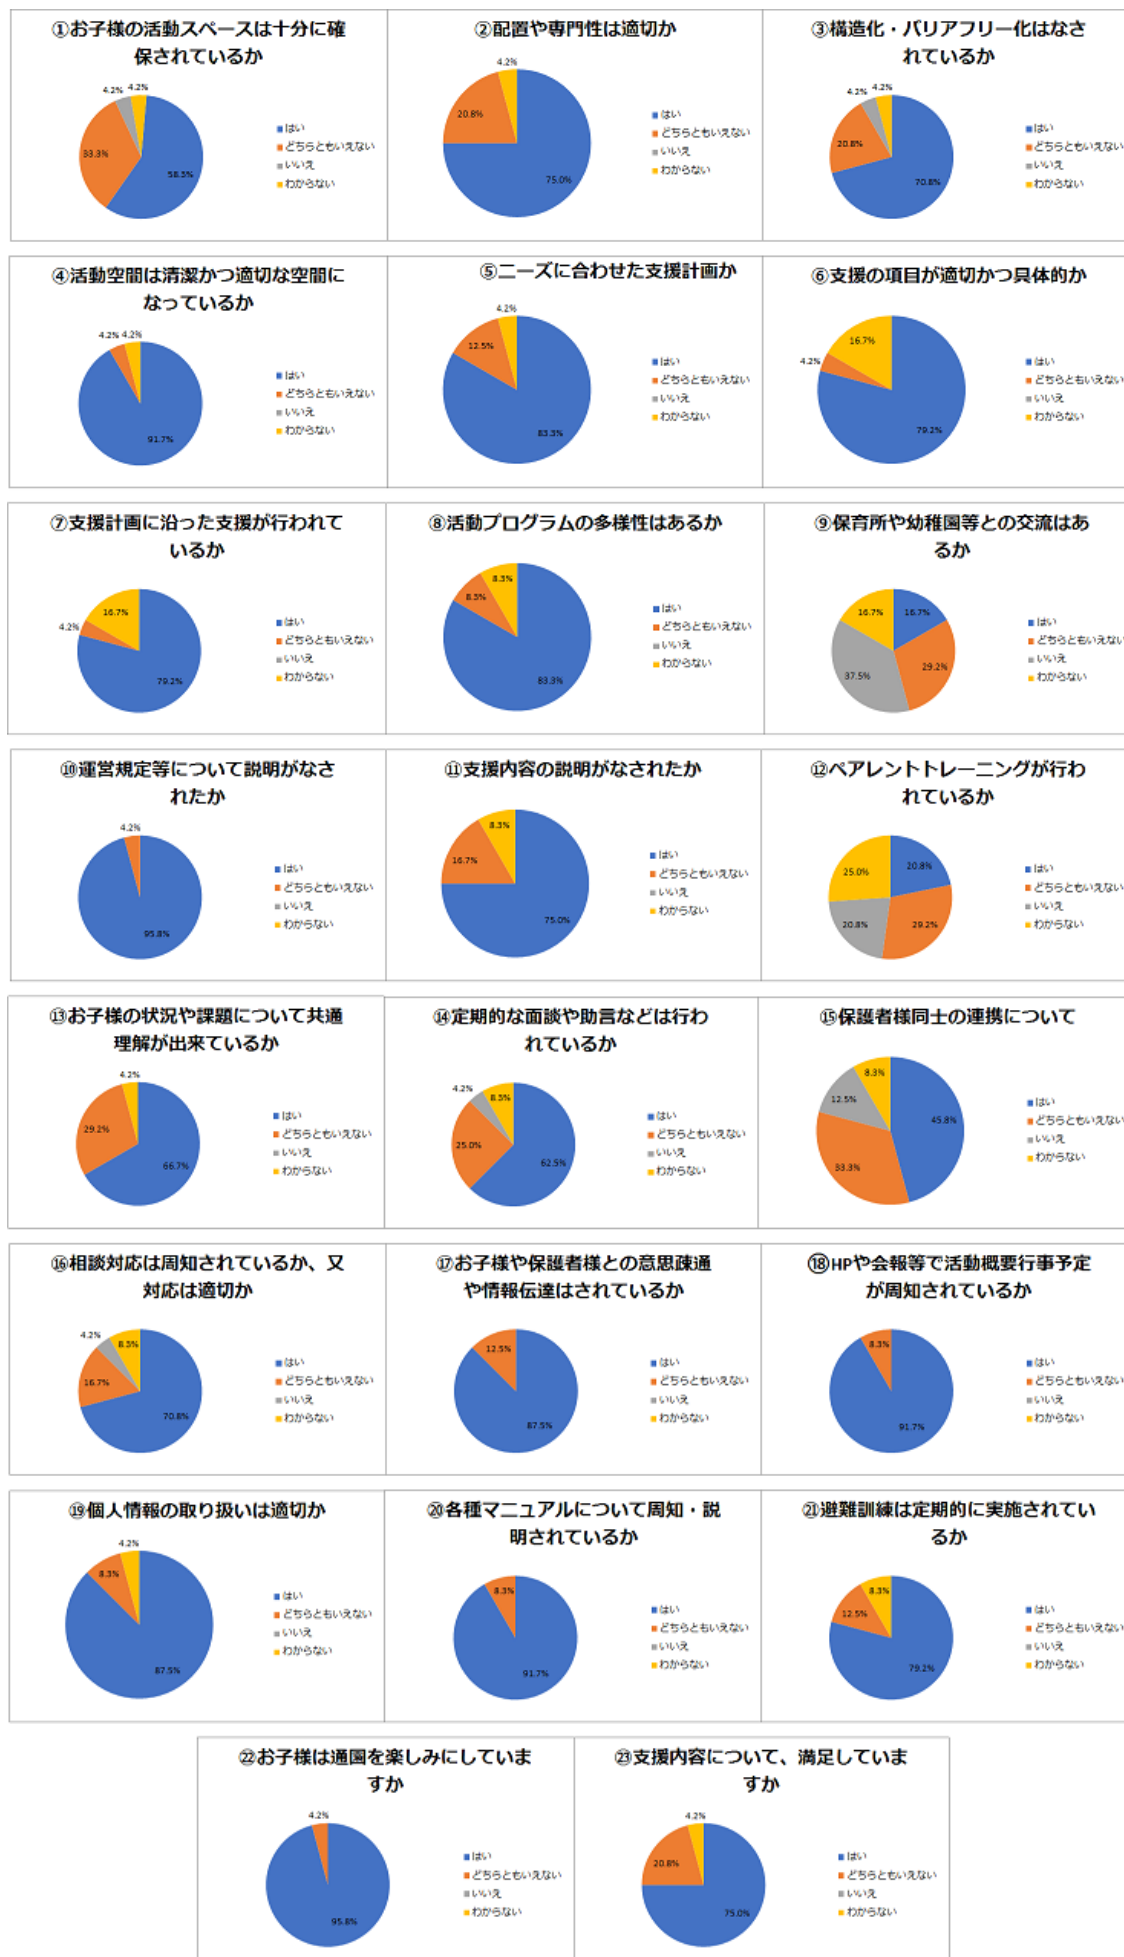 ①お子様の活動スペースは十分に確
保されているか
4.2%
4.2%
33.3%
58.3%
はい
どちらともいえない
いいえ
わからない
②配置や専門性は適切か
4.2%
20.8%
75.0%
はい
どちらともいえない
いいえ
わからない
③構造化・バリアフリー化はなさ
れているか
4.2%
4.2%
20.8%
70.8%
はい
どちらともいえない
いいえ
わからない
④活動空間は清潔かつ適切な空間に
なっているか
4.2%
4.2%
91.7%
はい
どちらともいえない
いいえ
わからない
⑤ニーズに合わせた支援計画か
4.2%
12.5%
83.3%
はい
どちらともいえない
いいえ
わからない
⑥支援の項目が適切かつ具体的か
16.7%
4.2%
79.2%
はい
どちらともいえない
いいえ
わからない
⑦支援計画に沿った支援が行われて
いるか
16.7%
4.2%
79.2%
はい
どちらともいえない
いいえ
わからない
⑧活動プログラムの多様性はあるか
8.3%
8.3%
83.3%
はい
どちらともいえない
いいえ
わからない
⑨保育所や幼稚園等との交流はあ
るか
16.7%
16.7%
37.5%
29.2%
はい
どちらともいえない
いいえ
わからない
⑩運営規定等について説明がなさ
れたか
4.2%
95.8%
はい
どちらともいえない
いいえ
わからない
⑪支援内容の説明がなされたか
8.3%
16.7%
75.0%
はい
どちらともいえない
いいえ
わからない
⑫ペアレントトレーニングが行わ
れているか
25.0%
20.8%
20.8%
29.2%
はい
どちらともいえない
いいえ
わからない
⑬お子様の状況や課題について共通
理解が出来ているか
4.2%
29.2%
66.7%
はい
どちらともいえない
いいえ
わからない
⑭定期的な面談や助言などは行わ
れているか
4.2%
8.3%
25.0%
62.5%
はい
どちらともいえない
いいえ
わからない
⑮保護者様同士の連携について
8.3%
12.5%
45.8%
33.3%
はい
どちらともいえない
いいえ
わからない
⑯相談対応は周知されているか、又
対応は適切か
4.2%
8.3%
16.7%
70.8%
はい
どちらともいえない
いいえ
わからない
⑰お子様や保護者様との意思疎通
や情報伝達はされているか
12.5%
87.5%
はい
どちらともいえない
いいえ
わからない
⑱HPや会報等で活動概要行事予定
が周知されているか
8.3%
91.7%
はい
どちらともいえない
いいえ
わからない
⑲個人情報の取り扱いは適切か
4.2%
8.3%
87.5%
はい
どちらともいえない
いいえ
わからない
⑳各種マニュアルについて周知・説
明されているか
8.3%
91.7%
はい
どちらともいえない
いいえ
わからない
㉑避難訓練は定期的に実施されてい
るか
8.3%
12.5%
79.2%
はい
どちらともいえない
いいえ
わからない
㉒お子様は通園を楽しみにしていま
すか
4.2%
95.8%
はい
どちらともいえない
いいえ
わからない
㉓支援内容について、満足していま
すか
4.2%
20.8%
75.0%
はい
どちらともいえない
いいえ
わからない